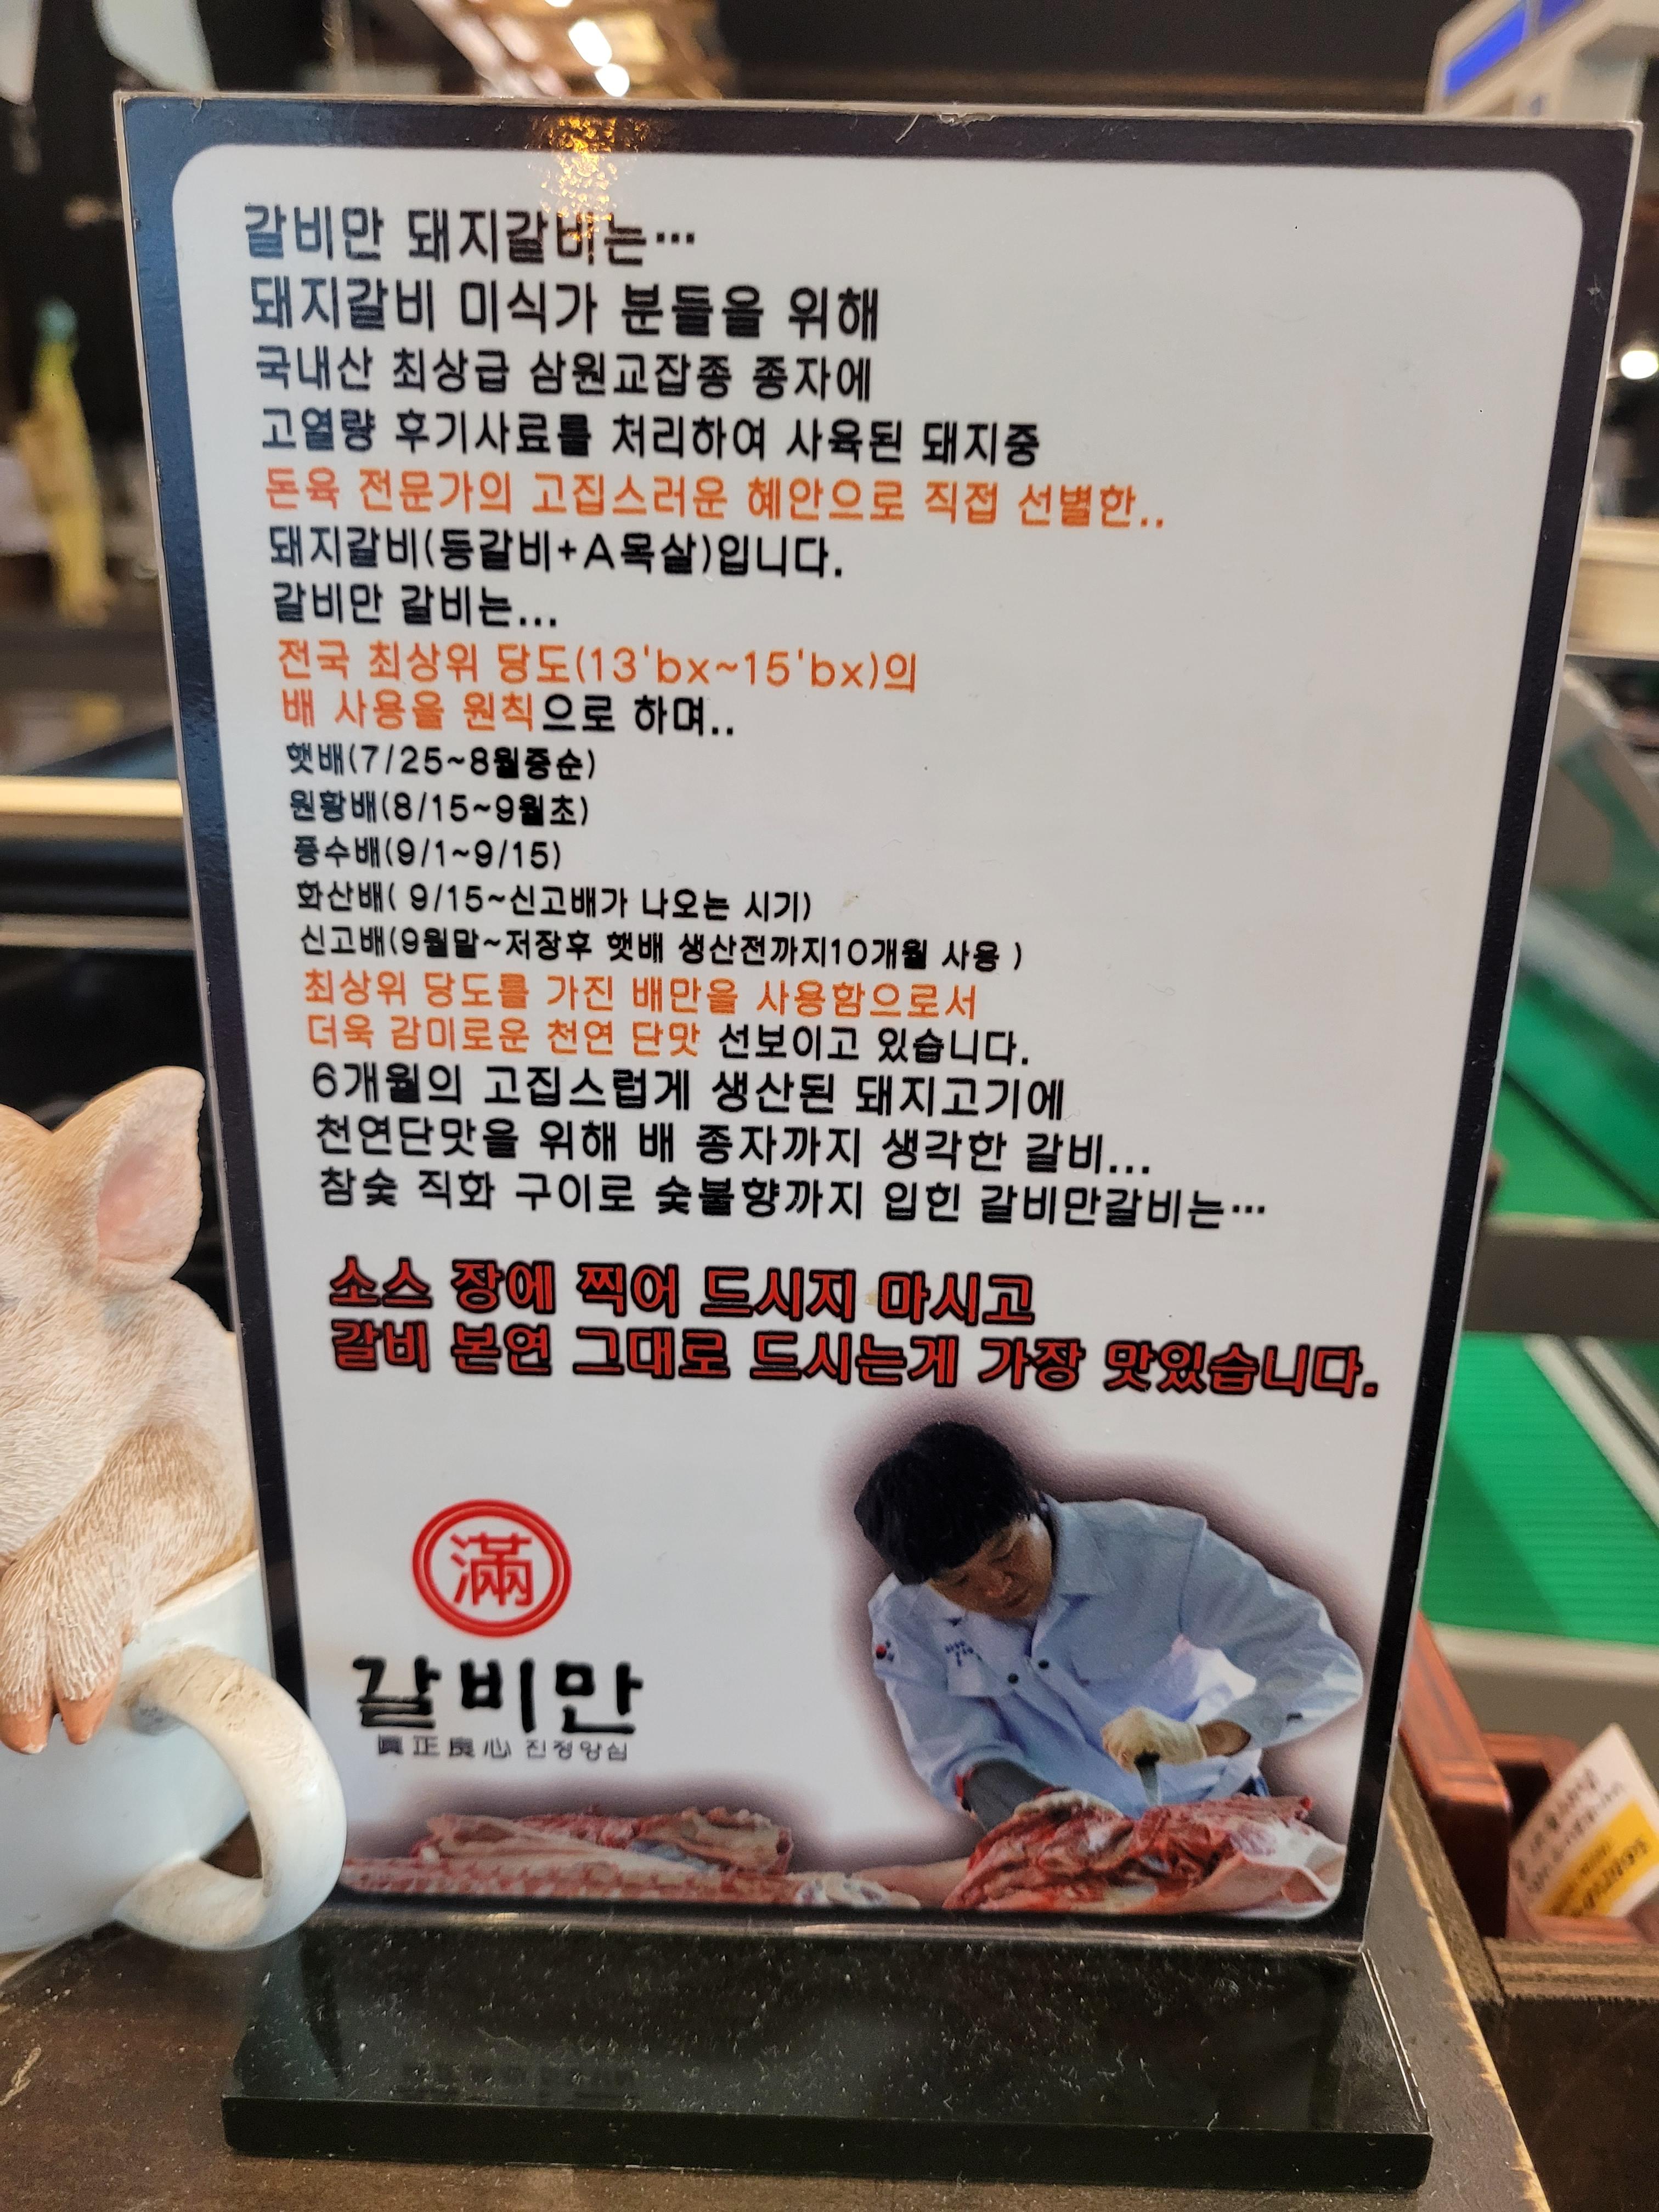 갈비만 돼지갈비는···
돼지갈비 미식가 분들을 위해
국내산 최상급 삼원교잡종 종자에
고열량 후기사료를 처리하여 사육된 돼지중
돈육 전문가의 고집스러운 혜안으로 직접 선별한..
돼지갈비(등갈비+A목살)입니다.
갈비만 갈비는...
전국 최상위 당도(13'bx~15'bx)의
배 사용을 원칙으로 하며..
햇배(7/25~8월중순)
원황배(8/15~9월초)
풍수배(9/1~9/15)
화산배( 9/15~신고배가 나오는 시기)
신고배(9월말~저장후 햇배 생산전까지10개월 사용 )
최상위 당도를 가진 배만을 사용함으로서
더욱 감미로운 천연 단맛 선보이고 있습니다.
6개월의 고집스럽게 생산된 돼지고기에
천연단맛을 위해 배 종자까지 생각한 갈비...
참숯 직화 구이로 숯불향까지 입힌 갈비만갈비는···
소스 장에 찍어 드시지 마시고
갈비 본연 그대로 드시는게 가장 맛있습니다.
滿
갈비만
眞正良心 진정양심